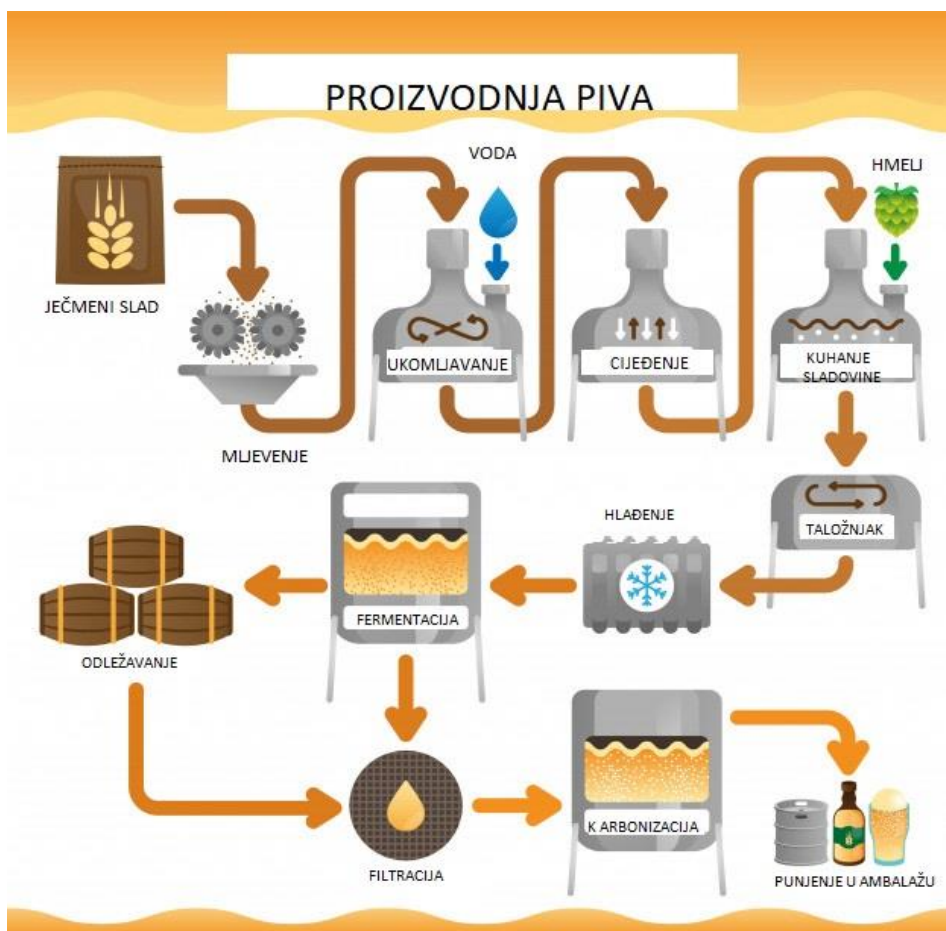 PROIZVODNJA PIVA
VODA
HMELJ
JEČMENI SLAD
MLJEVENJE
UKOMLJAVANJE
CIJEĐENJE
KUHANJE
SLADOVINE
TALOŽNJAK
HLAĐENJE
FERMENTACIJA
ODLEŽAVANJE
FILTRACIJA
K ARBONIZACIJA
PUNJENJE U AMBALAŽU